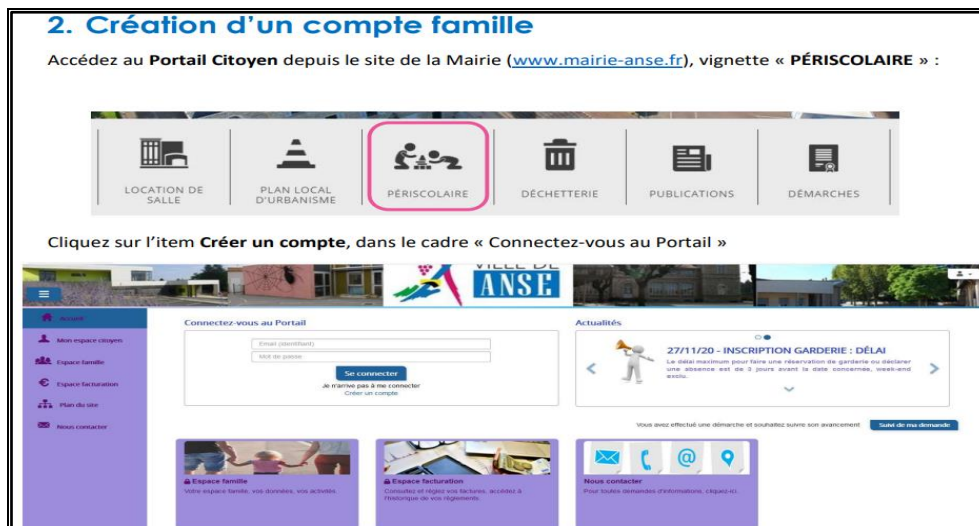 2. Création d’un compte famille
Accédez au Portail Citoyen depuis le site de la Mairie (www.mairie-anse.fr), vignette « PÉRISCOLAIRE » :
LOCATION DE
SALLE
PLAN LOCAL
D'URBANISME
PÉRISCOLAIRE
DÉCHETTERIE
PUBLICATIONS
DÉMARCHES
Cliquez sur l’item Créer un compte, dans le cadre « Connectez-vous au Portail »
VILLE DE
ANSE
Accueil
Mon espace citoyen
Espace famille
Espace facturation
Plan du site
Nous contacter
Connectez-vous au Portail
Email (identifiant)
Mot de passe
Se connecter
Je n'arrive pas à me connecter
Créer un compte
Actualités
27/11/20 - INSCRIPTION GARDERIE : DÉLAI
Le délai maximum pour faire une réservation de garderie ou déclarer
une absence est de 3 jours avant la date concernée, week-end
exclu.
Vous avez effectué une démarche et souhaitez suivre son avancement
Suivi de ma demande
Espace famille
Votre espace famille, vos données, vos activités.
Espace facturation
Consultez et réglez vos factures, accédez à
l'historique de vos règlements.
Nous contacter
Pour toutes demandes d'informations, cliquez-ici.